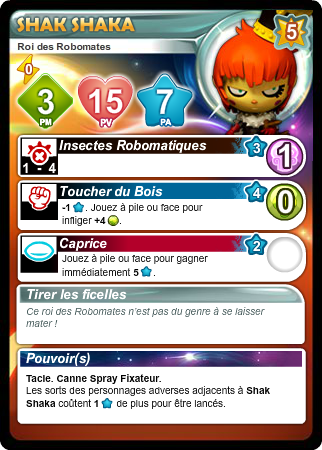 SHAK SHAKA
5
Roi des Robomates
0
3
PM
15
PV
7
PA
Insectes Robomatiques
3
1
1 - 4
Toucher du Bois
4
0
-1 . Jouez à pile ou face pour
infliger +4 .
Caprice
2
Jouez à pile ou face pour gagner
immédiatement 5 .
Tirer les ficelles
Ce roi des Robomates n'est pas du genre à se laisser
mater !
Pouvoir(s)
Tacle. Canne Spray Fixateur.
Les sorts des personnages adverses adjacents à Shak
Shaka coûtent 1 de plus pour être lancés.